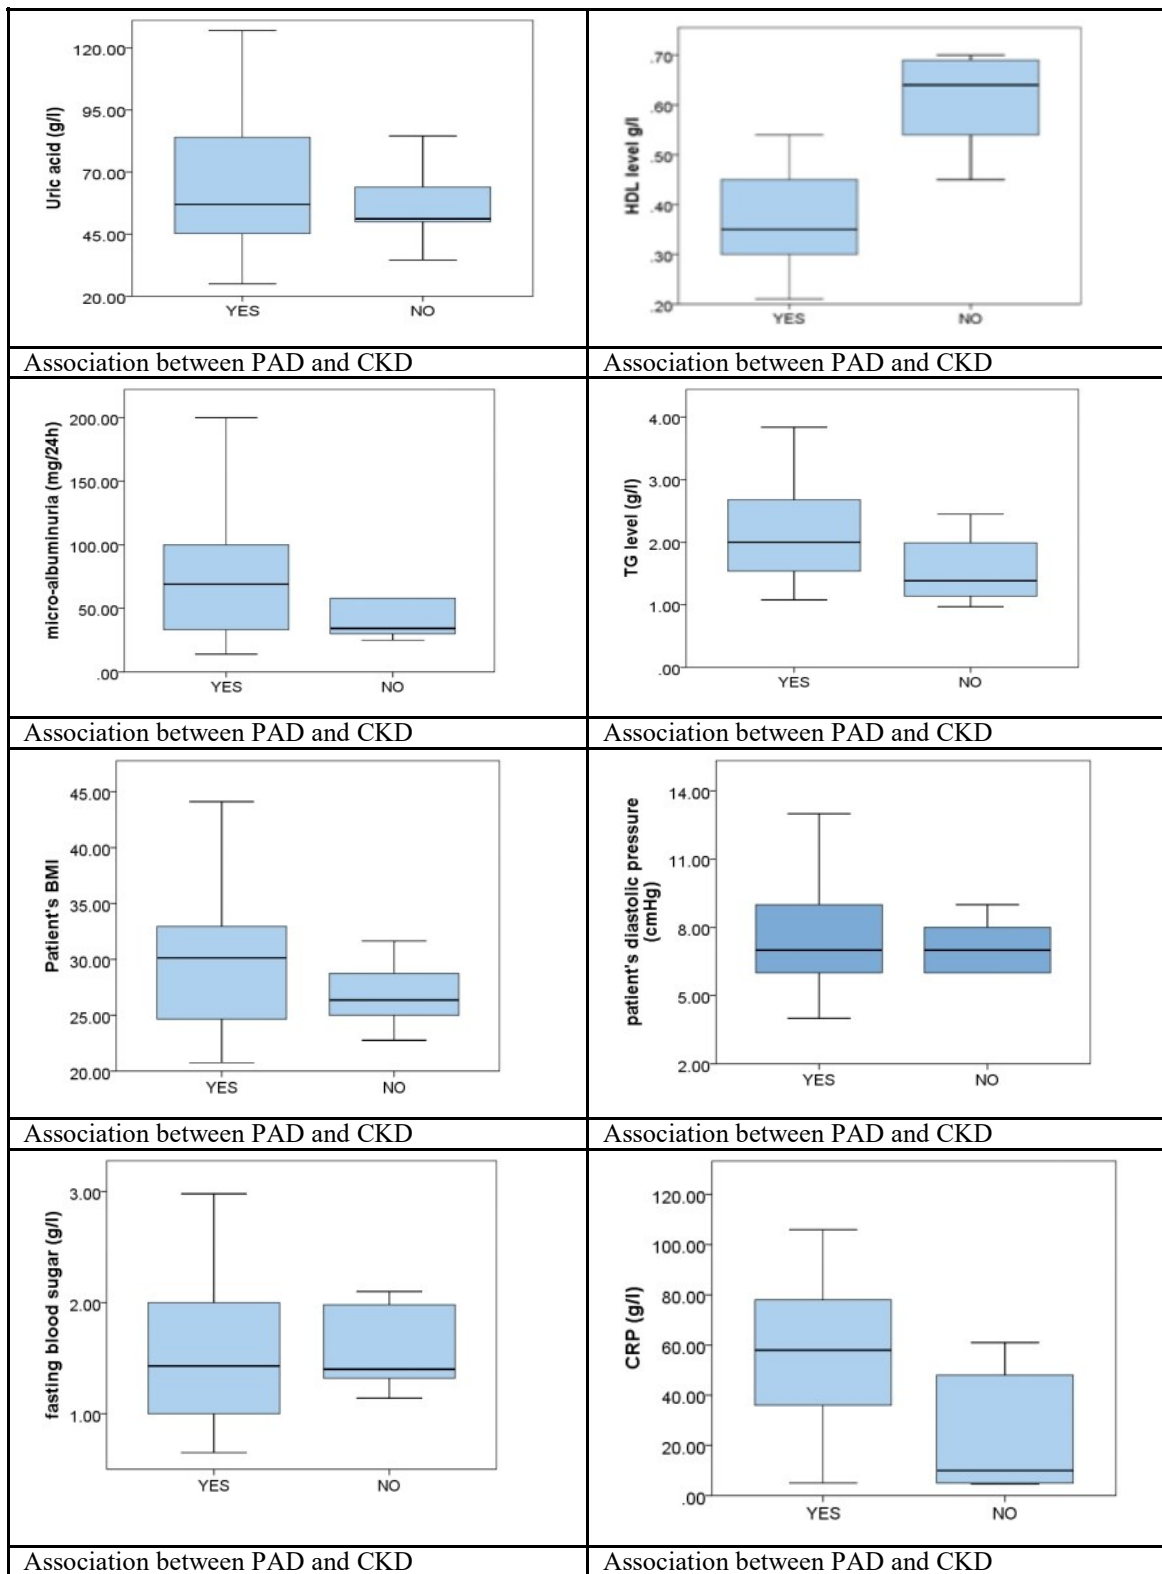 Uric acid (g/l)
120.00
95.00
70.00
45.00
20.00
YES NO
Association between PAD and CKD
HDL level g/l
.70
.60
.50
.40
.30
.20
YES NO
Association between PAD and CKD
micro-albuminuria (mg/24h)
200.00
150.00
100.00
50.00
.00
YES NO
Association between PAD and CKD
TG level (g/l)
4.00
3.00
2.00
1.00
.00
YES NO
Association between PAD and CKD
Patient's BMI
45.00
40.00
35.00
30.00
25.00
20.00
YES NO
Association between PAD and CKD
patient's diastolic pressure
(cmHg)
14.00
11.00
8.00
5.00
2.00
YES NO
Association between PAD and CKD
fasting blood sugar (g/l)
3.00
2.00
1.00
YES NO
Association between PAD and CKD
CRP (g/l)
120.00
100.00
80.00
60.00
40.00
20.00
.00
YES NO
Association between PAD and CKD